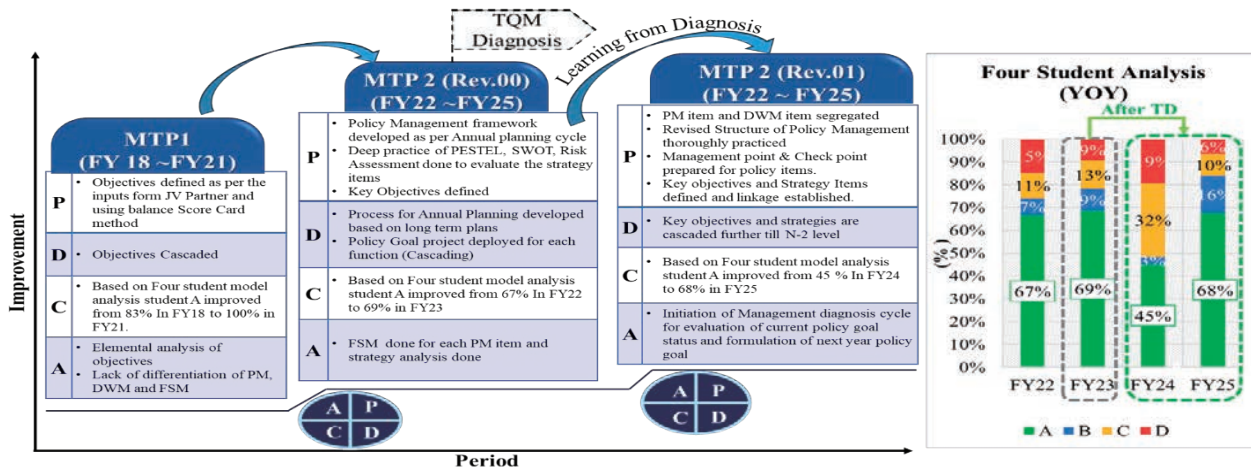 TQM
Diagnosis
Learning from Diagnosis
Improvement
MTP1
(FY 18 ~FY21)
P
• Objectives defined as per the
inputs form JV Partner and
using balance Score Card
method
D
• Objectives Cascaded
C
Based on Four student model
analysis student A improved
from 83% In FY18 to 100% in
FY21.
A
• Elemental analysis of
objectives
• Lack of differentiation of PM,
DWM and FSM
MTP 2 (Rev.00)
(FY22 ~FY25)
P
• Policy Management framework
developed as per Annual planning cycle
• Deep practice of PESTEL, SWOT, Risk
Assessment done to evaluate the strategy
items
• Key Objectives defined
D
• Process for Annual Planning developed
based on long term plans
• Policy Goal project deployed for each
function (Cascading)
C
• Based on Four student model analysis
student A improved from 67% In FY22
to 69% in FY23
A
• FSM done for each PM item and
strategy analysis done
MTP 2 (Rev.01)
(FY22 ~ FY25)
P
• PM item and DWM item segregated
• Revised Structure of Policy Management
thoroughly practiced
• Management point & Check point
prepared for policy items.
• Key objectives and Strategy Items
defined and linkage established.
D
• Key objectives and strategies are
cascaded further till N-2 level
C
• Based on Four student model analysis
student A improved from 45 % In FY24
to 68% in FY25
A
• Initiation of Management diagnosis cycle
for evaluation of current policy goal
status and formulation of next year policy
goal
A P
C D
A P
C D
Period
Four Student Analysis
(YOY)
After TD
(%)
100%
90%
80%
70%
60%
50%
40%
30%
20%
10%
0%
5% 9% 9% 6%
11% 13% 32% 10%
7% 9% 3% 16%
67% 69% 45% 68%
FY22 FY23 FY24 FY25
A B C D